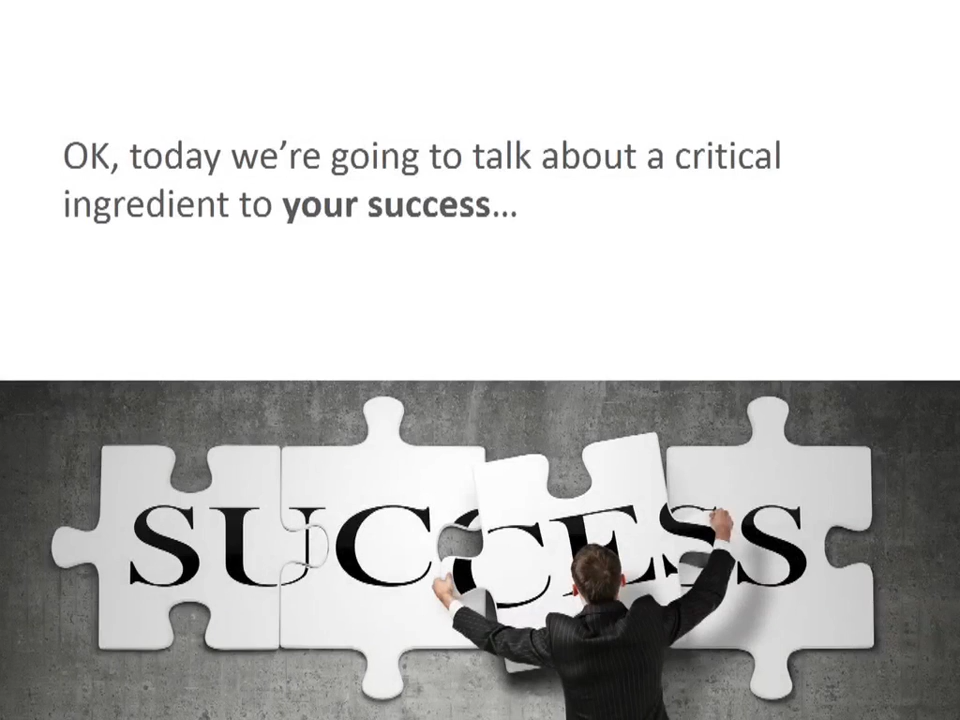 OK, today we’re going to talk about a critical
ingredient to your success…
SUCCESS